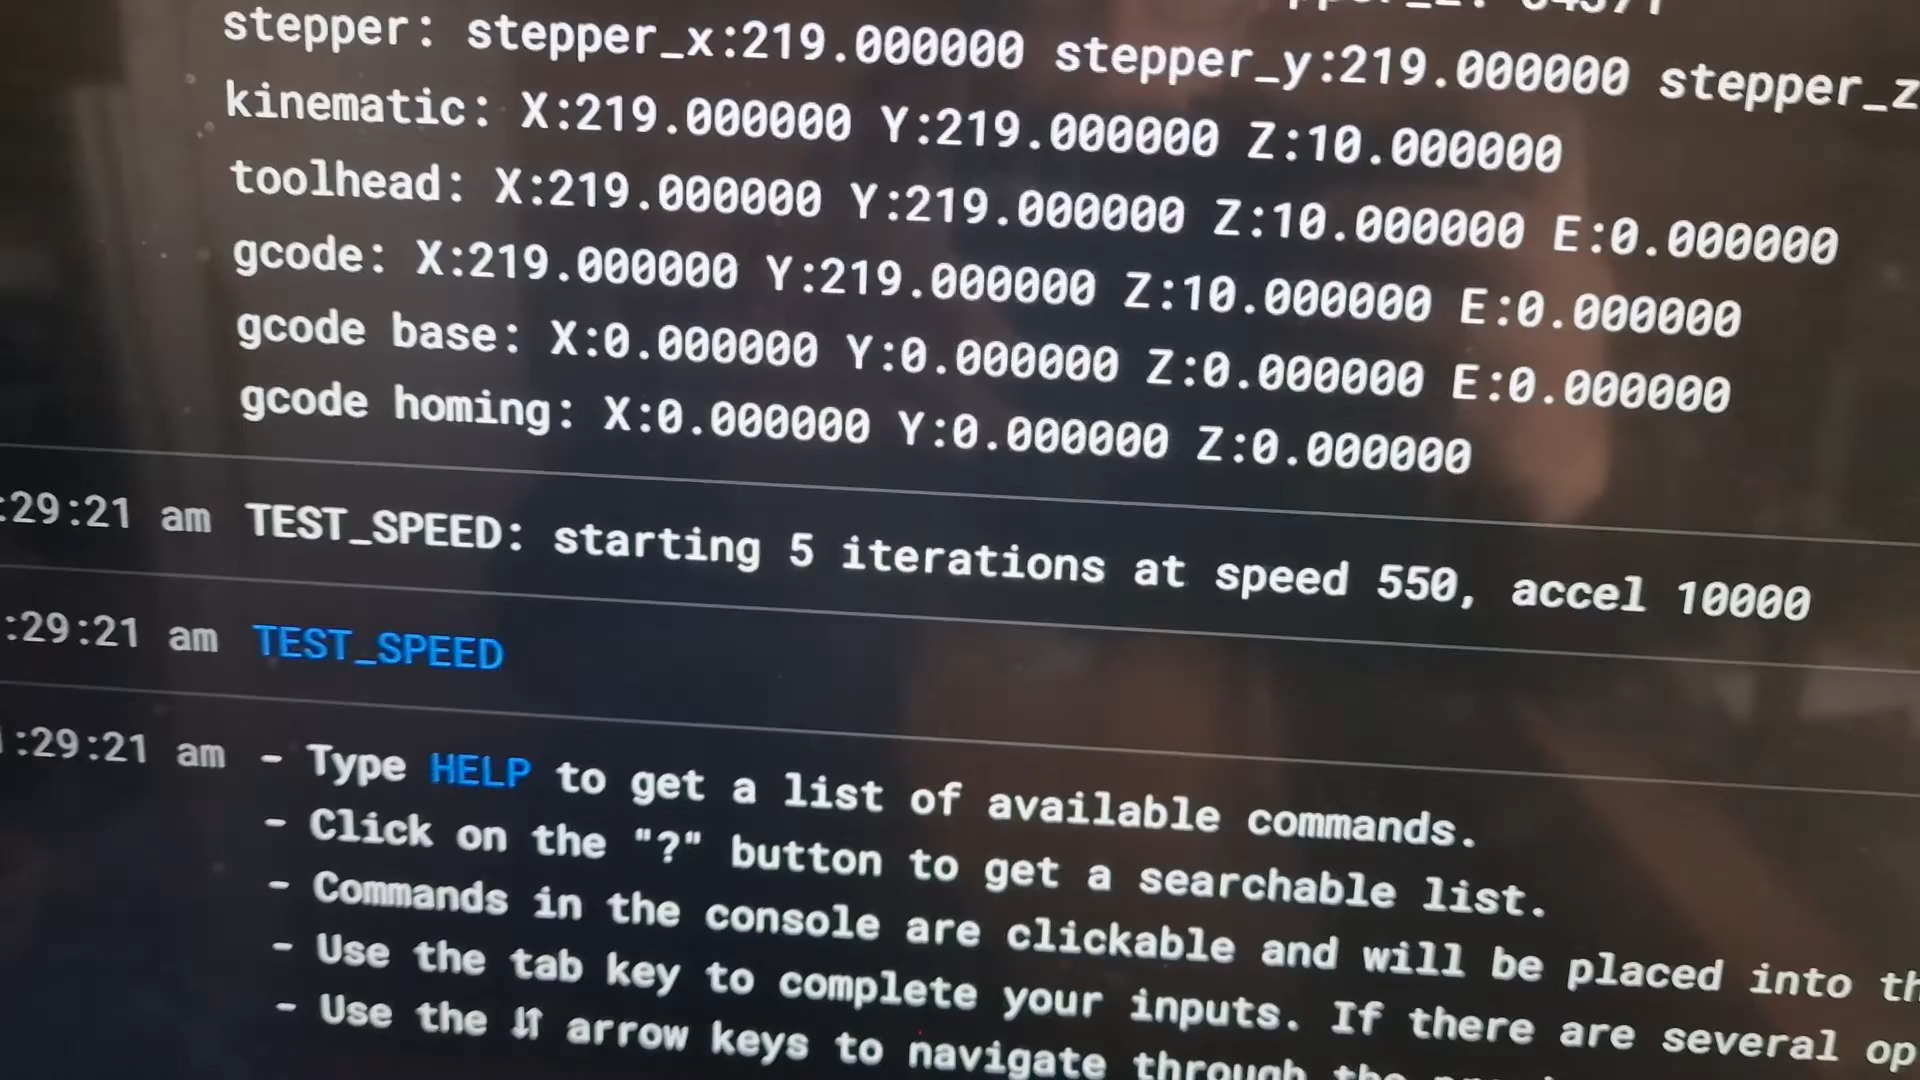 stepper: stepper_x:219.000000 stepper_y:219.000000 stepper_z
kinematic: X:219.000000 Y:219.000000 Z:10.000000
toolhead: X:219.000000 Y:219.000000 Z:10.000000 E:0.000000
gcode: X:219.000000 Y:219.000000 Z:10.000000 E:0.000000
gcode base: X:0.000000 Y:0.000000 Z:0.000000 E:0.000000
gcode homing: X:0.000000 Y:0.000000 Z:0.000000
:29:21 am TEST_SPEED: starting 5 iterations at speed 550, accel 10000
:29:21 am TEST_SPEED
:29:21 am - Type HELP to get a list of available commands.
- Click on the "?" button to get a searchable list.
- Commands in the console are clickable and will be placed into th
- Use the tab key to complete your inputs. If there are several op
- Use the ⇵ arrow keys to navigate through the